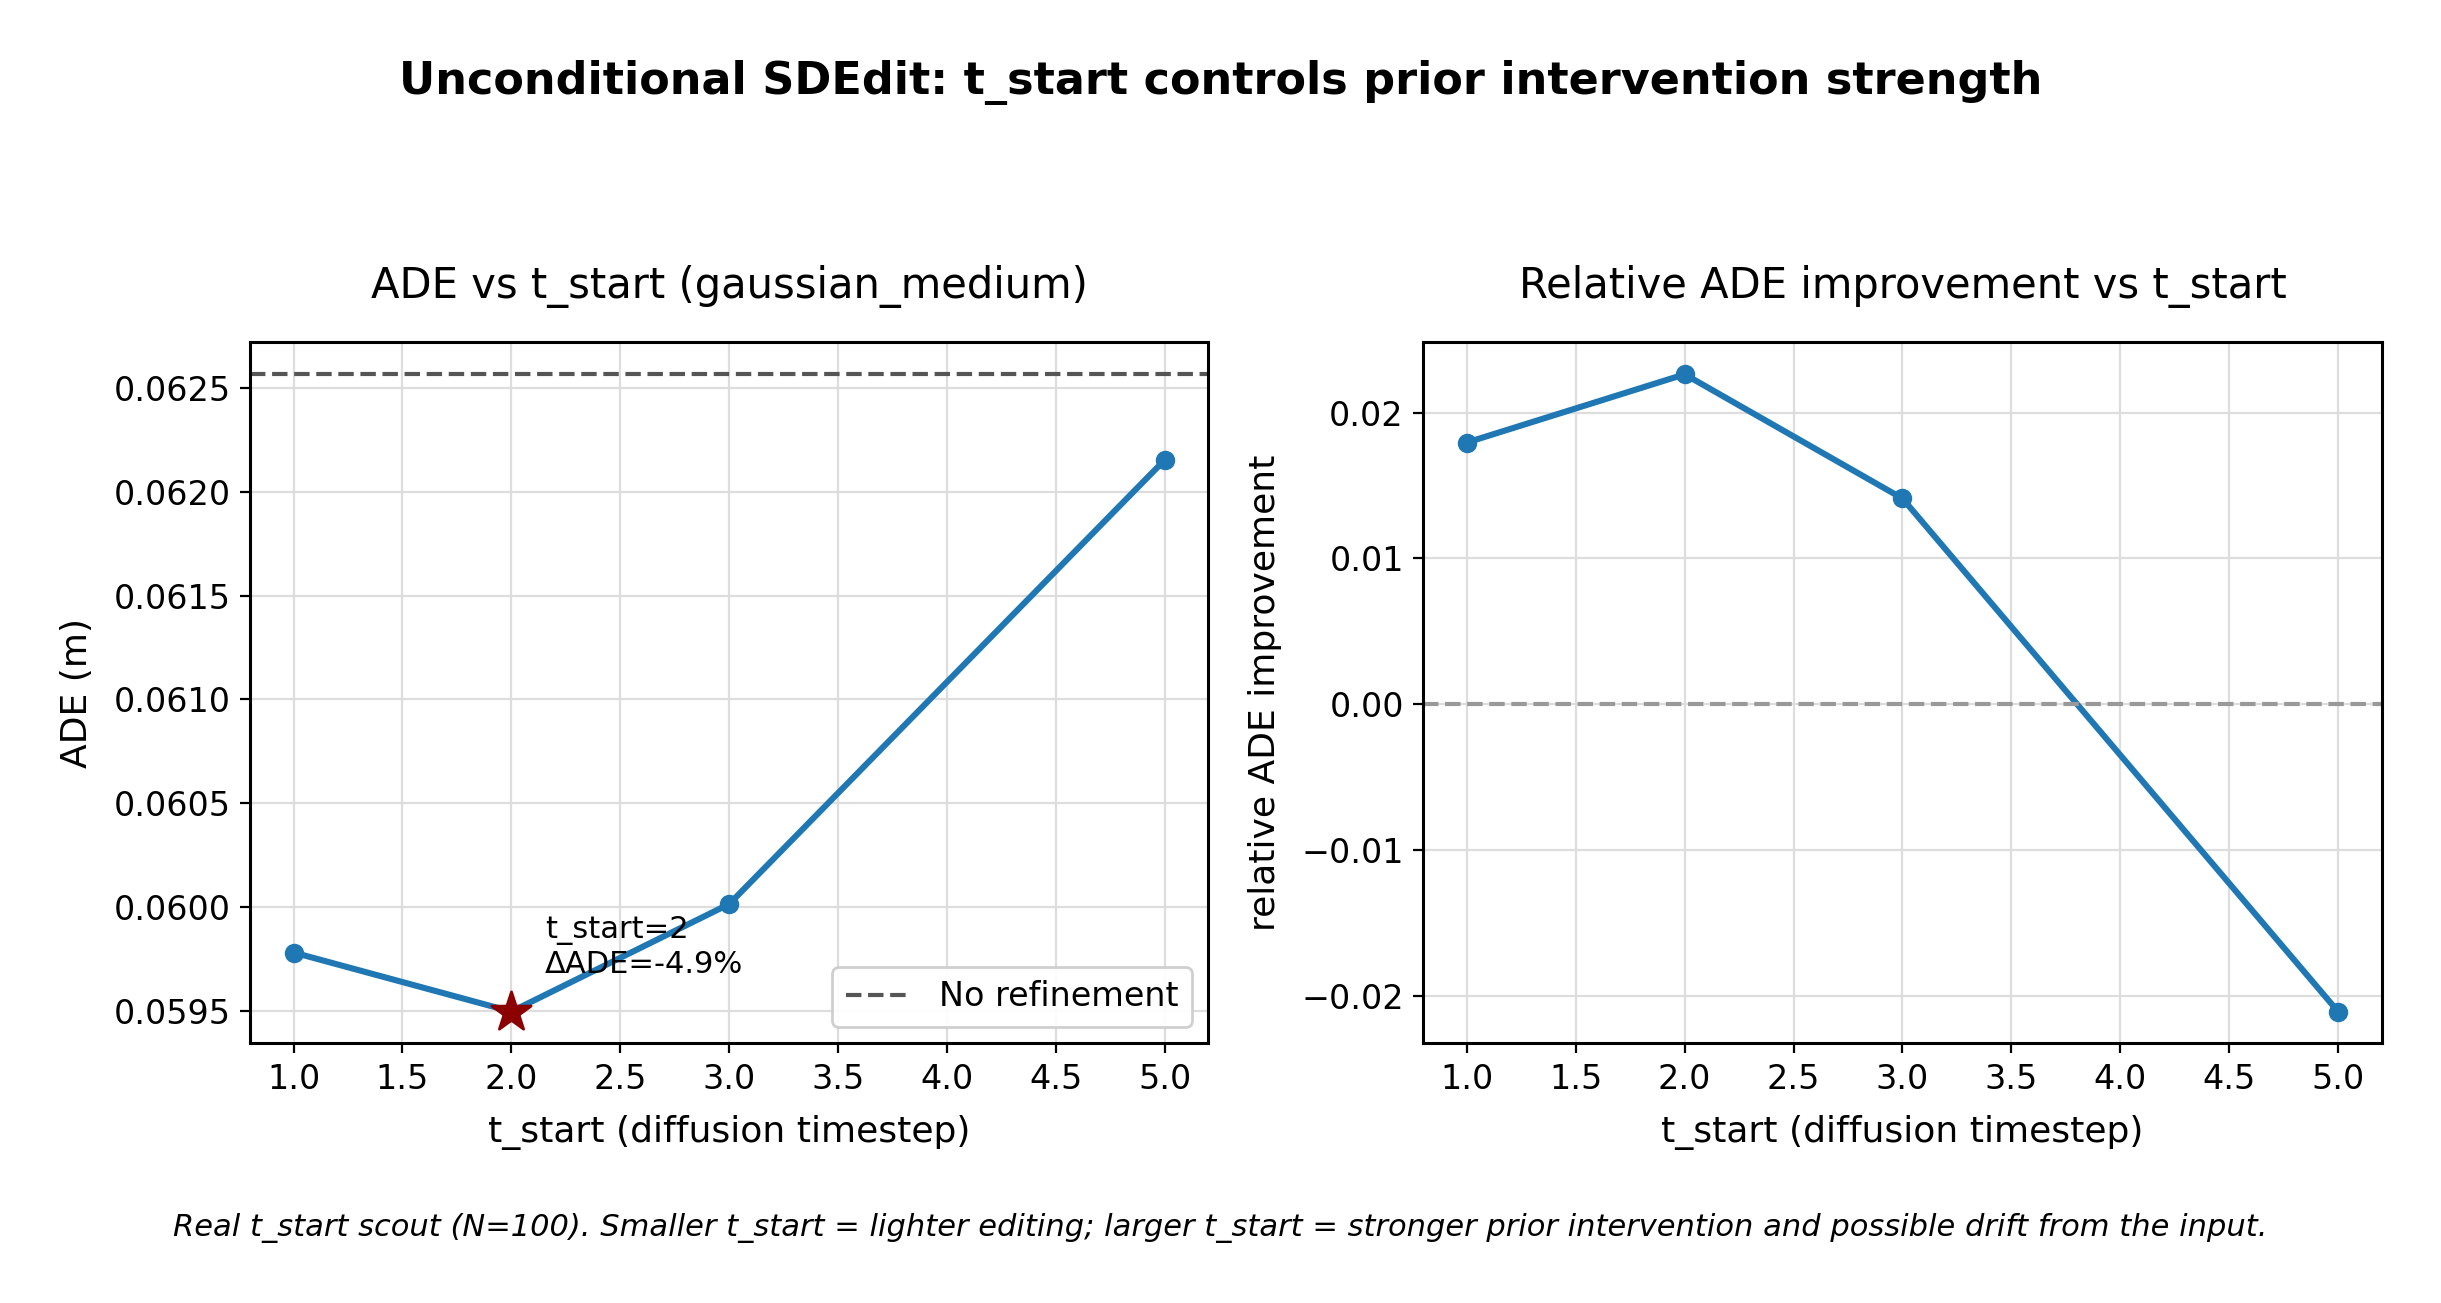 Unconditional SDEdit: t_start controls prior intervention strength
ADE vs t_start (gaussian_medium)
ADE (m)
0.0625
0.0620
0.0615
0.0610
0.0605
0.0600
0.0595
t_start=2
ΔADE=-4.9%
No refinement
1.0 1.5 2.0 2.5 3.0 3.5 4.0 4.5 5.0
t_start (diffusion timestep)
Relative ADE improvement vs t_start
relative ADE improvement
0.02
0.01
0.00
−0.01
−0.02
1.0 1.5 2.0 2.5 3.0 3.5 4.0 4.5 5.0
t_start (diffusion timestep)
Real t_start scout (N=100). Smaller t_start = lighter editing; larger t_start = stronger prior intervention and possible drift from the input.